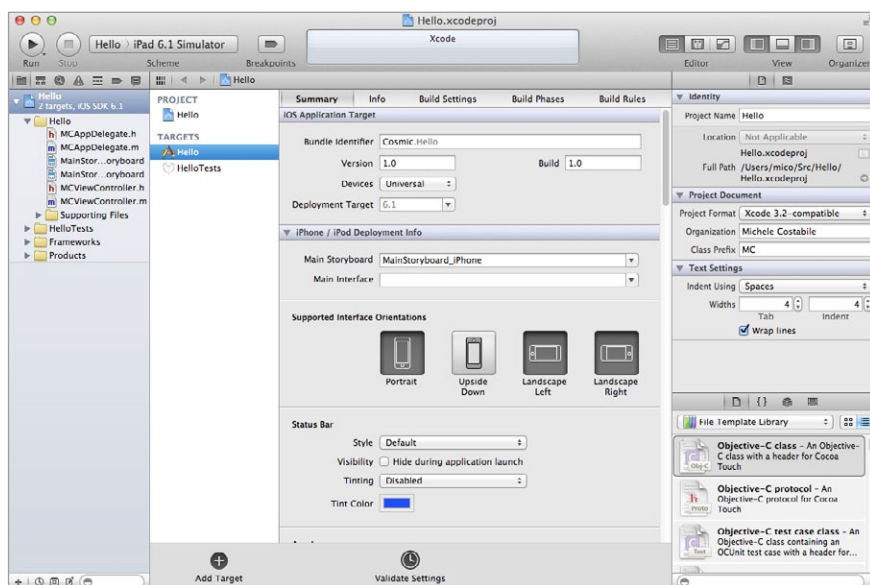 Hello.xcodeproj
Run
Stop
Hello
iPad 6.1 Simulator
Scheme
Breakpoints
Xcode
Editor
View
Organizer
Hello
Hello
2 targets, iOS SDK 6.1
Hello
MCAppDelegate.h
MCAppDelegate.m
MainStor...oryboard
MainStor...oryboard
MCViewController.h
MCViewController.m
Supporting Files
HelloTests
Frameworks
Products
PROJECT
Hello
TARGETS
Hello
HelloTests
Summary
Info
Build Settings
Build Phases
Build Rules
iOS Application Target
Bundle Identifier Cosmic.Hello
Version 1.0
Build 1.0
Devices Universal
Deployment Target 6.1
iPhone / iPod Deployment Info
Main Storyboard MainStoryboard_iPhone
Main Interface
Supported Interface Orientations
Portrait
Upside Down
Landscape Left
Landscape Right
Status Bar
Style Default
Visibility Hide during application launch
Tinting Disabled
Tint Color
Add Target
Validate Settings
Identity
Project Name Hello
Location Not Applicable
Hello.xcodeproj
Full Path /Users/mico/Src/Hello/
Hello.xcodeproj
Project Document
Project Format Xcode 3.2-compatible
Organization Michele Costabile
Class Prefix MC
Text Settings
Indent Using Spaces
Widths 4 4
Tab Indent
Wrap lines
{}
File Template Library
Objective-C class - An Objective-
C class with a header for Cocoa
Touch
Obj-C
Objective-C protocol - An
Objective-C protocol for Cocoa
Touch
h
Proto
Objective-C test case class - An
Objective-C class containing an
OCUnit test case with a header for...
Test